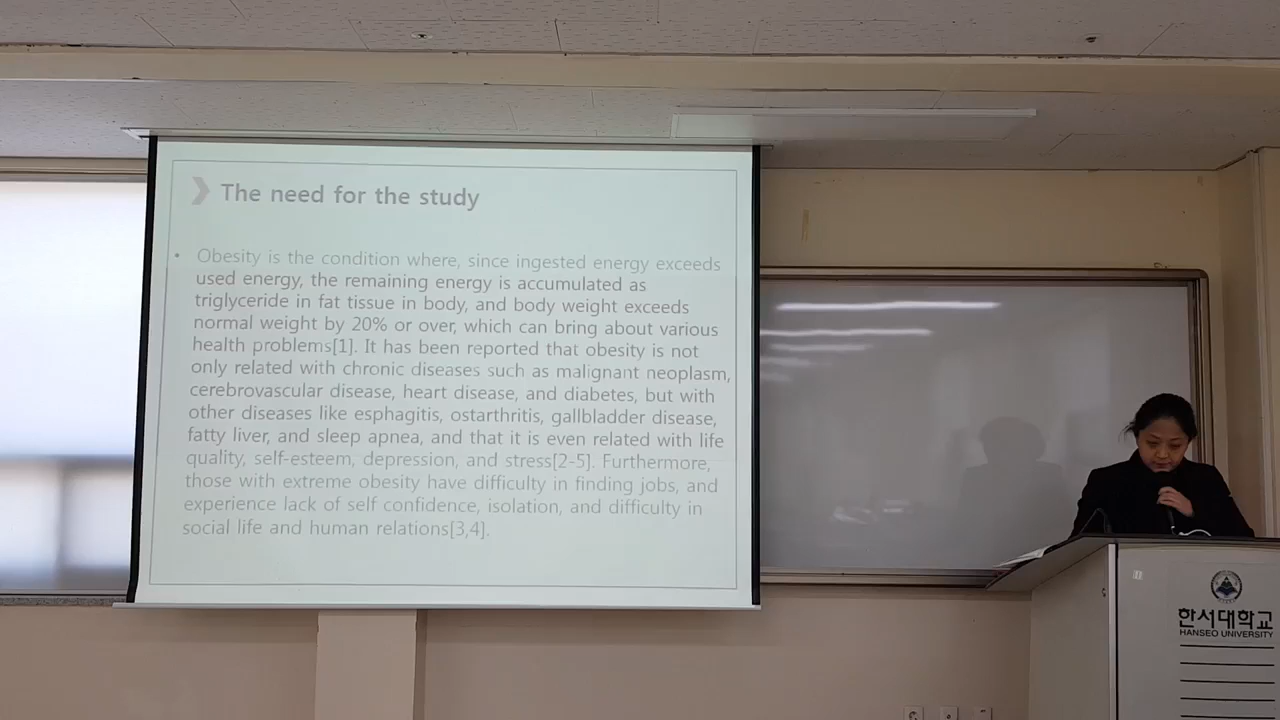 The need for the study
• Obesity is the condition where, since ingested energy exceeds
used energy, the remaining energy is accumulated as
triglyceride in fat tissue in body, and body weight exceeds
normal weight by 20% or over, which can bring about various
health problems[1]. It has been reported that obesity is not
only related with chronic diseases such as malignant neoplasm,
cerebrovascular disease, heart disease, and diabetes, but with
other diseases like esphagitis, ostarthritis, gallbladder disease,
fatty liver, and sleep apnea, and that it is even related with life
quality, self-esteem, depression, and stress[2-5]. Furthermore,
those with extreme obesity have difficulty in finding jobs, and
experience lack of self confidence, isolation, and difficulty in
social life and human relations[3,4].
한서대학교
HANSEO UNIVERSITY